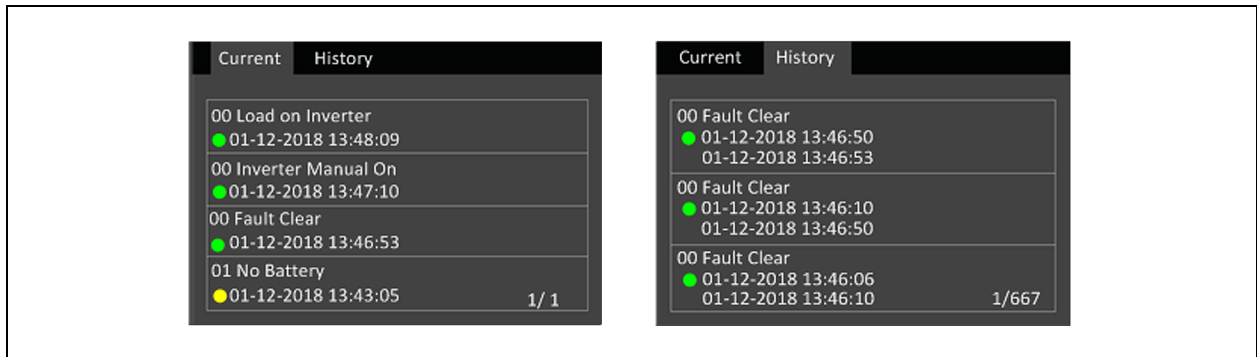 Current History
00 Load on Inverter
01-12-2018 13:48:09
00 Inverter Manual On
01-12-2018 13:47:10
00 Fault Clear
01-12-2018 13:46:53
01 No Battery
01-12-2018 13:43:05 1/ 1
Current History
00 Fault Clear
01-12-2018 13:46:50
01-12-2018 13:46:53
00 Fault Clear
01-12-2018 13:46:10
01-12-2018 13:46:50
00 Fault Clear
01-12-2018 13:46:06
01-12-2018 13:46:10 1/667